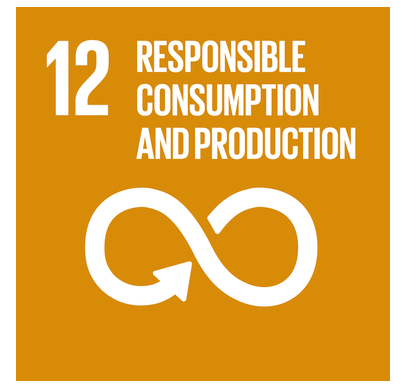 12 RESPONSIBLE
CONSUMPTION
AND PRODUCTION